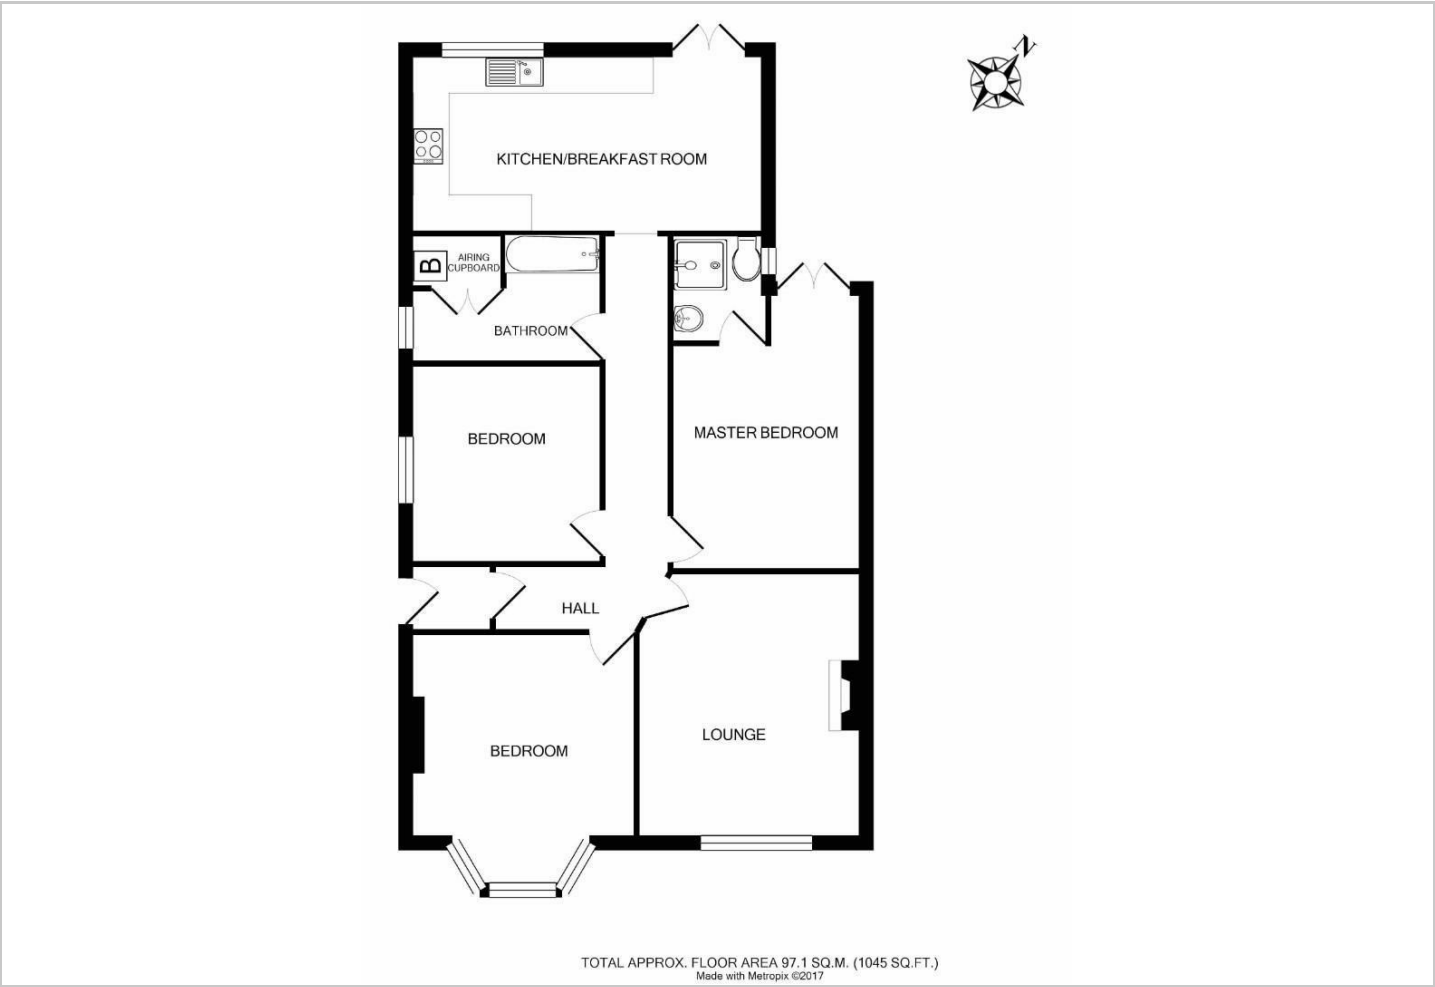 N
KITCHEN/BREAKFAST ROOM
B
AIRING
CUPBOARD
BATHROOM
BEDROOM
MASTER BEDROOM
HALL
BEDROOM
LOUNGE
TOTAL APPROX. FLOOR AREA 97.1 SQ.M. (1045 SQ.FT.)
Made with Metropix ©2017